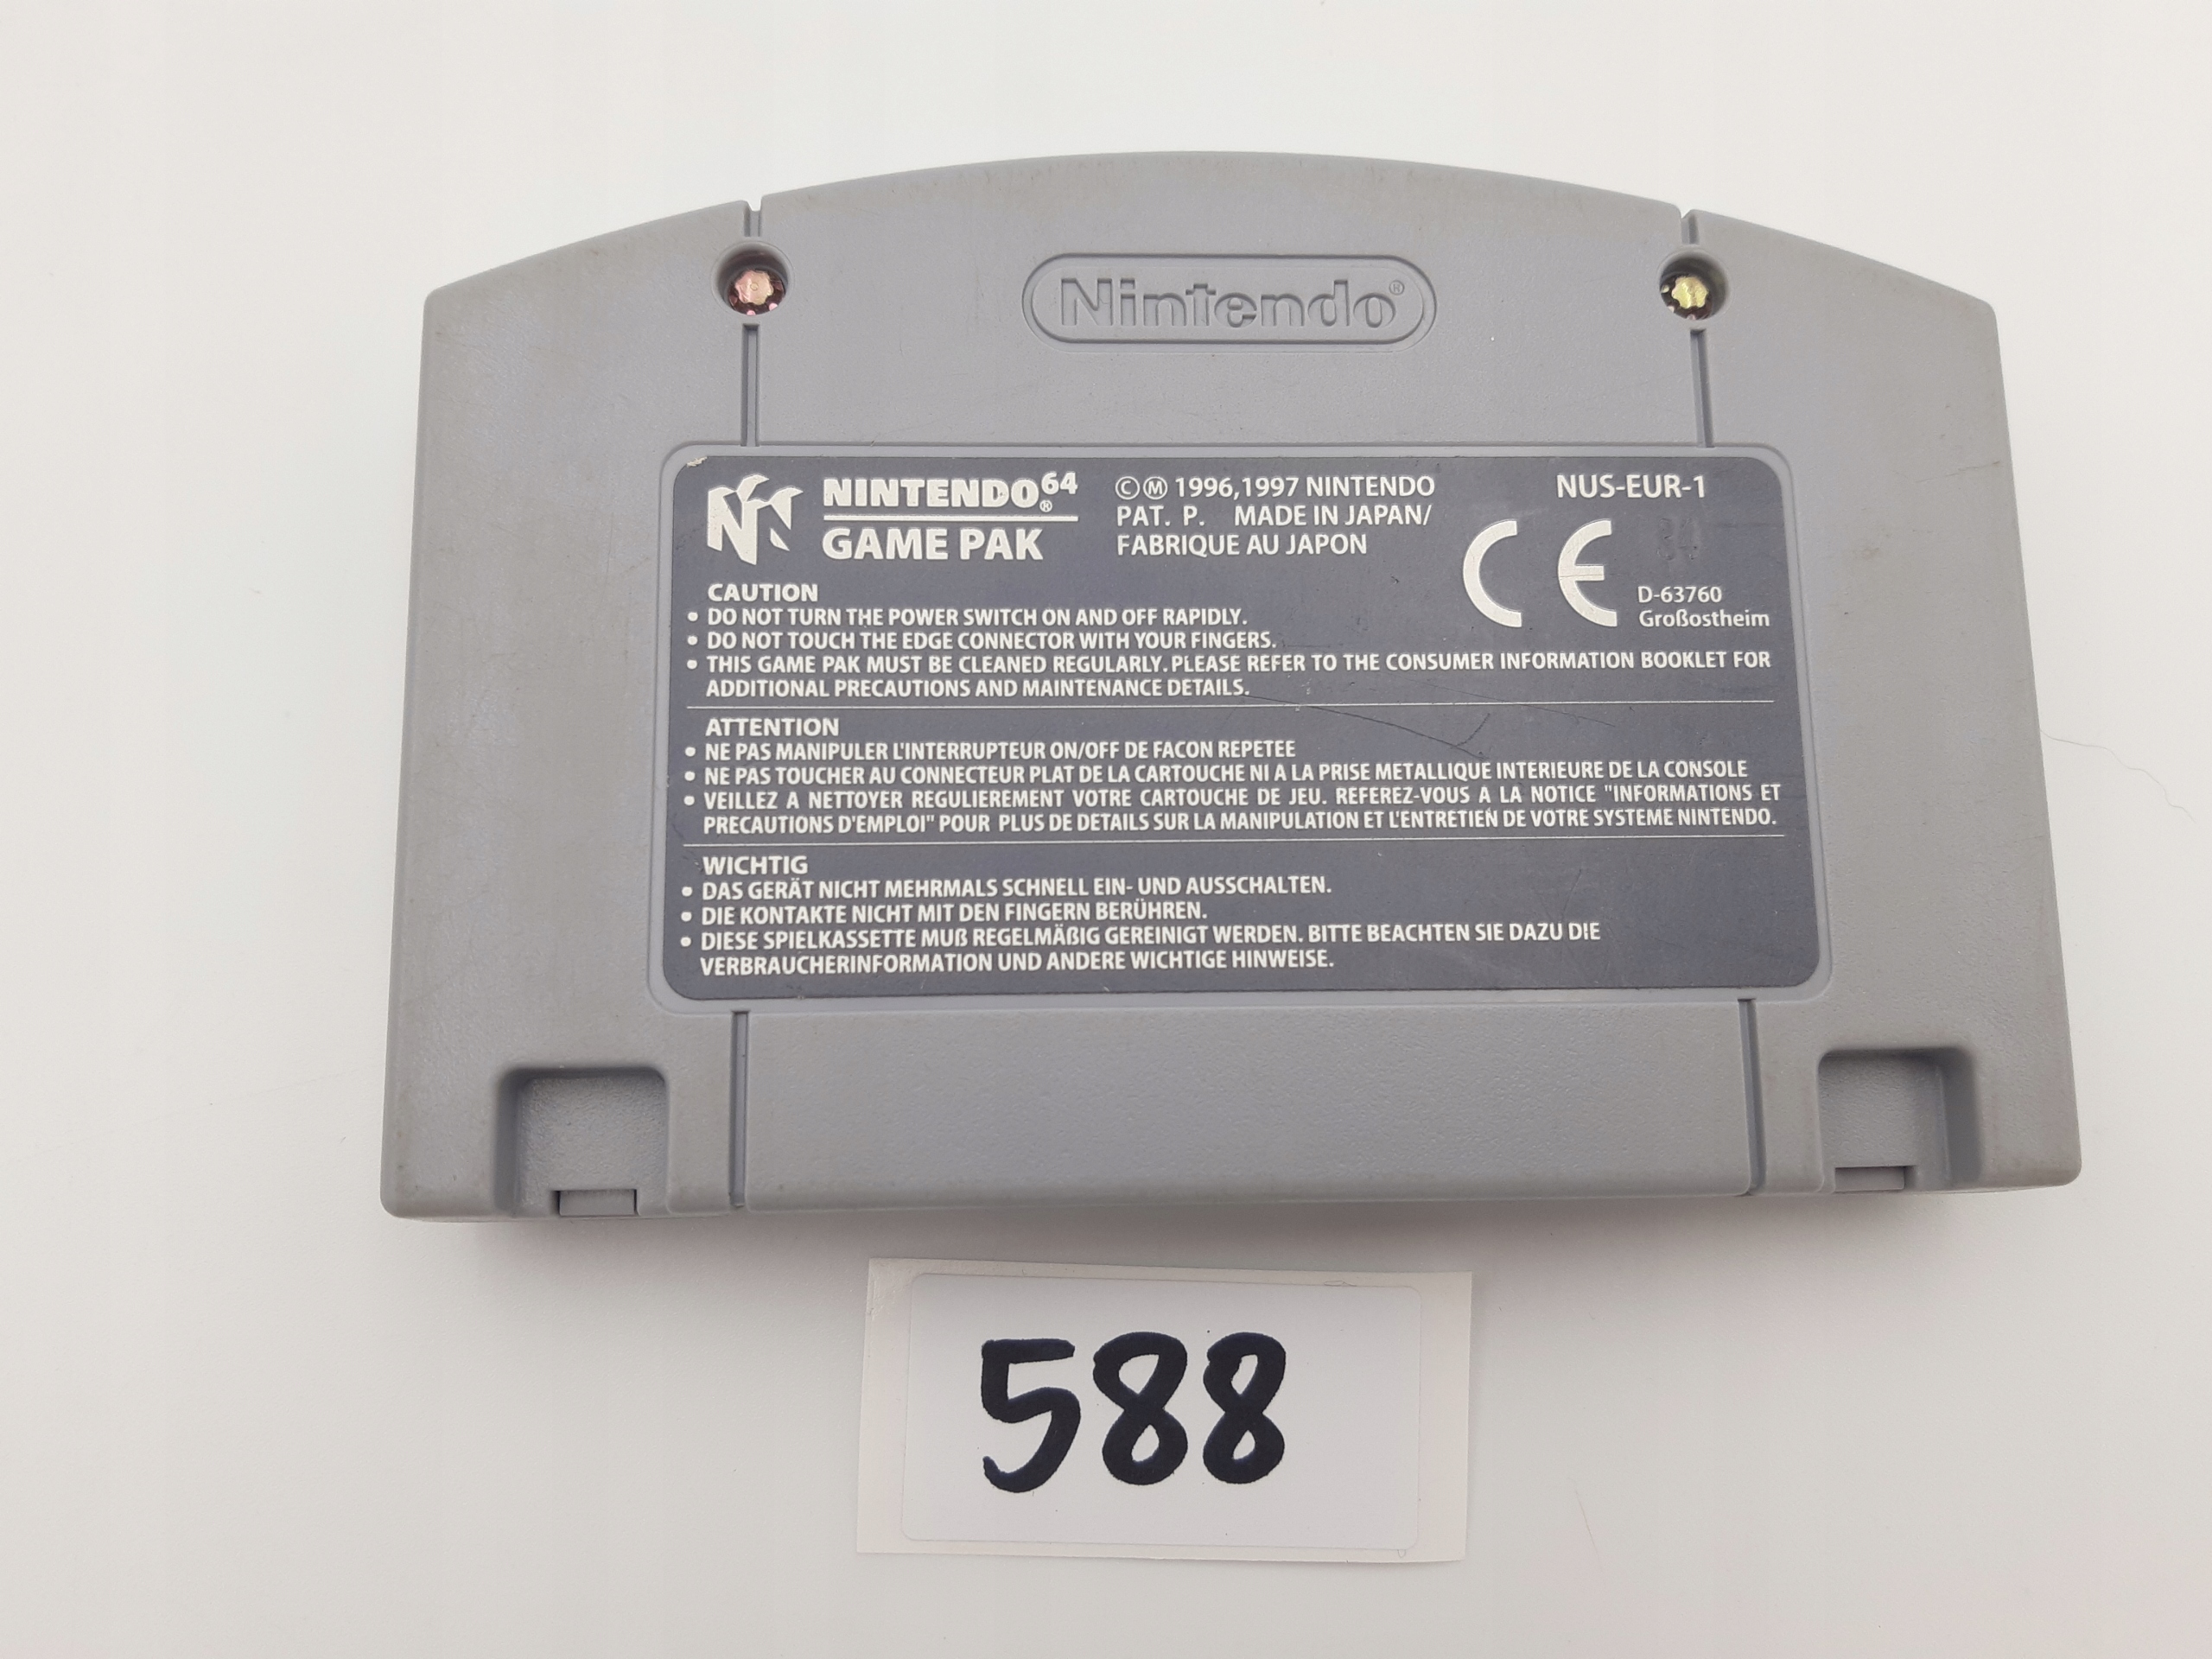 Nintendo®
NINTENDO64®
GAME PAK
©Ⓜ 1996,1997 NINTENDO
PAT. P. MADE IN JAPAN/
FABRIQUE AU JAPON
NUS-EUR-1
CE
D-63760
Großostheim
CAUTION
• DO NOT TURN THE POWER SWITCH ON AND OFF RAPIDLY.
• DO NOT TOUCH THE EDGE CONNECTOR WITH YOUR FINGERS.
• THIS GAME PAK MUST BE CLEANED REGULARLY. PLEASE REFER TO THE CONSUMER INFORMATION BOOKLET FOR
ADDITIONAL PRECAUTIONS AND MAINTENANCE DETAILS.
ATTENTION
• NE PAS MANIPULER L'INTERRUPTEUR ON/OFF DE FACON REPETEE
• NE PAS TOUCHER AU CONNECTEUR PLAT DE LA CARTOUCHE NI A LA PRISE METALLIQUE INTERIEURE DE LA CONSOLE
• VEILLEZ A NETTOYER REGULIEREMENT VOTRE CARTOUCHE DE JEU. REFEREZ-VOUS A LA NOTICE "INFORMATIONS ET
PRECAUTIONS D'EMPLOI" POUR PLUS DE DETAILS SUR LA MANIPULATION ET L'ENTRETIEN DE VOTRE SYSTEME NINTENDO.
WICHTIG
• DAS GERÄT NICHT MEHRMALS SCHNELL EIN- UND AUSSCHALTEN.
• DIE KONTAKTE NICHT MIT DEN FINGERN BERÜHREN.
• DIESE SPIELKASSETTE MUß REGELMÄßIG GEREINIGT WERDEN. BITTE BEACHTEN SIE DAZU DIE
VERBRAUCHERINFORMATION UND ANDERE WICHTIGE HINWEISE.
588